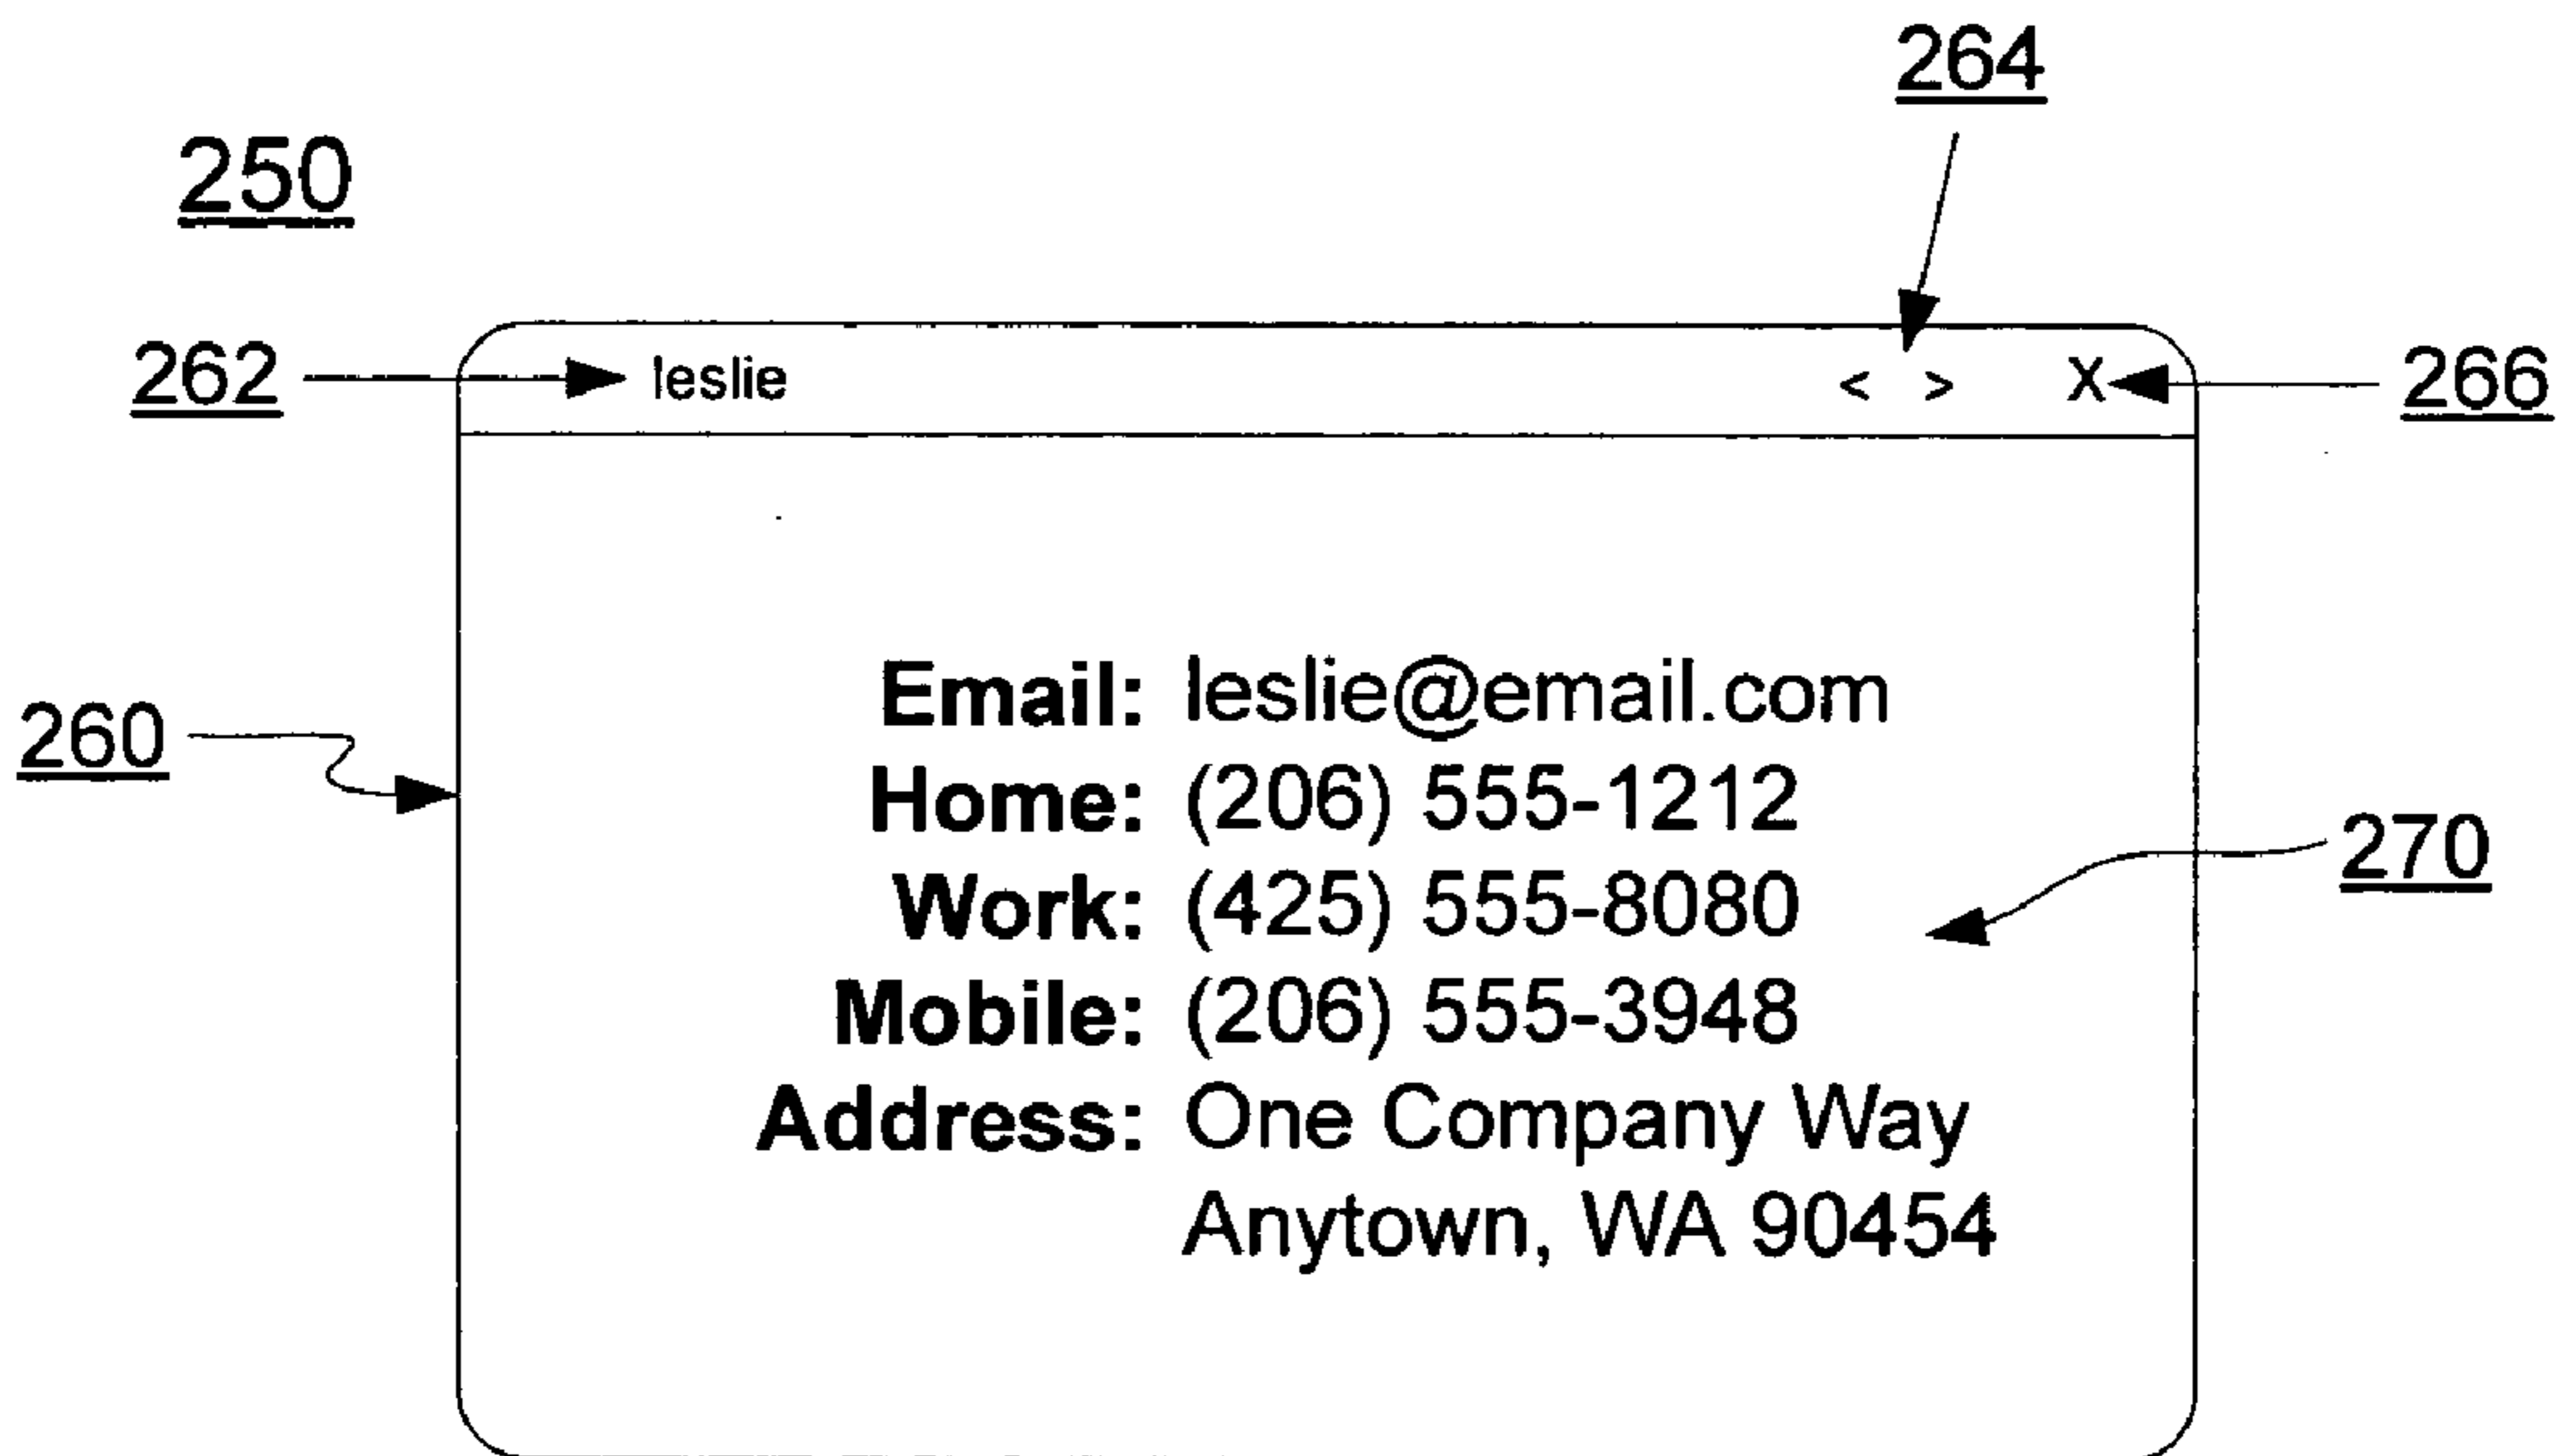 264
250
262 leslie < > X 266
Email: leslie@email.com
260
Home: (206) 555-1212
270
Work: (425) 555-8080
Mobile: (206) 555-3948
Address: One Company Way
Anytown, WA 90454